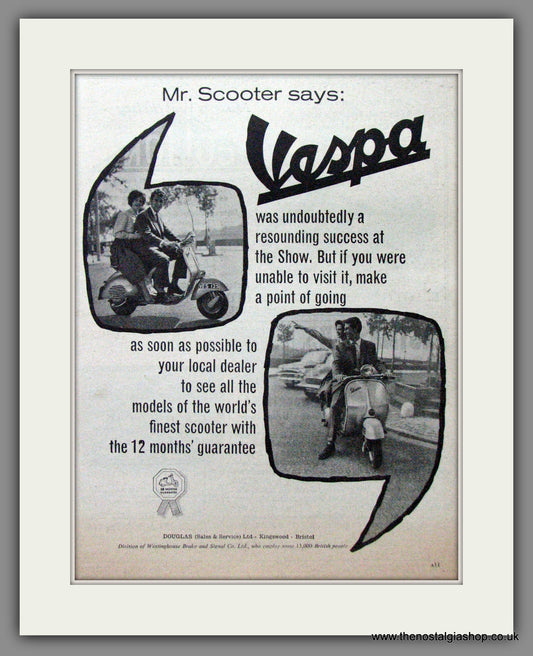 Mr. Scooter says:
Vespa
was undoubtedly a
resounding success at
the Show. But if you were
unable to visit it, make
a point of going
as soon as possible to
your local dealer
to see all the
models of the world's
finest scooter with
the 12 months' guarantee
12 MONTHS
GUARANTEE
DOUGLAS (Sales & Service) Ltd - Kingswood - Bristol
Division of Westinghouse Brake and Signal Co. Ltd., who employ some 15,000 British people
www.thenostalgiashop.co.uk